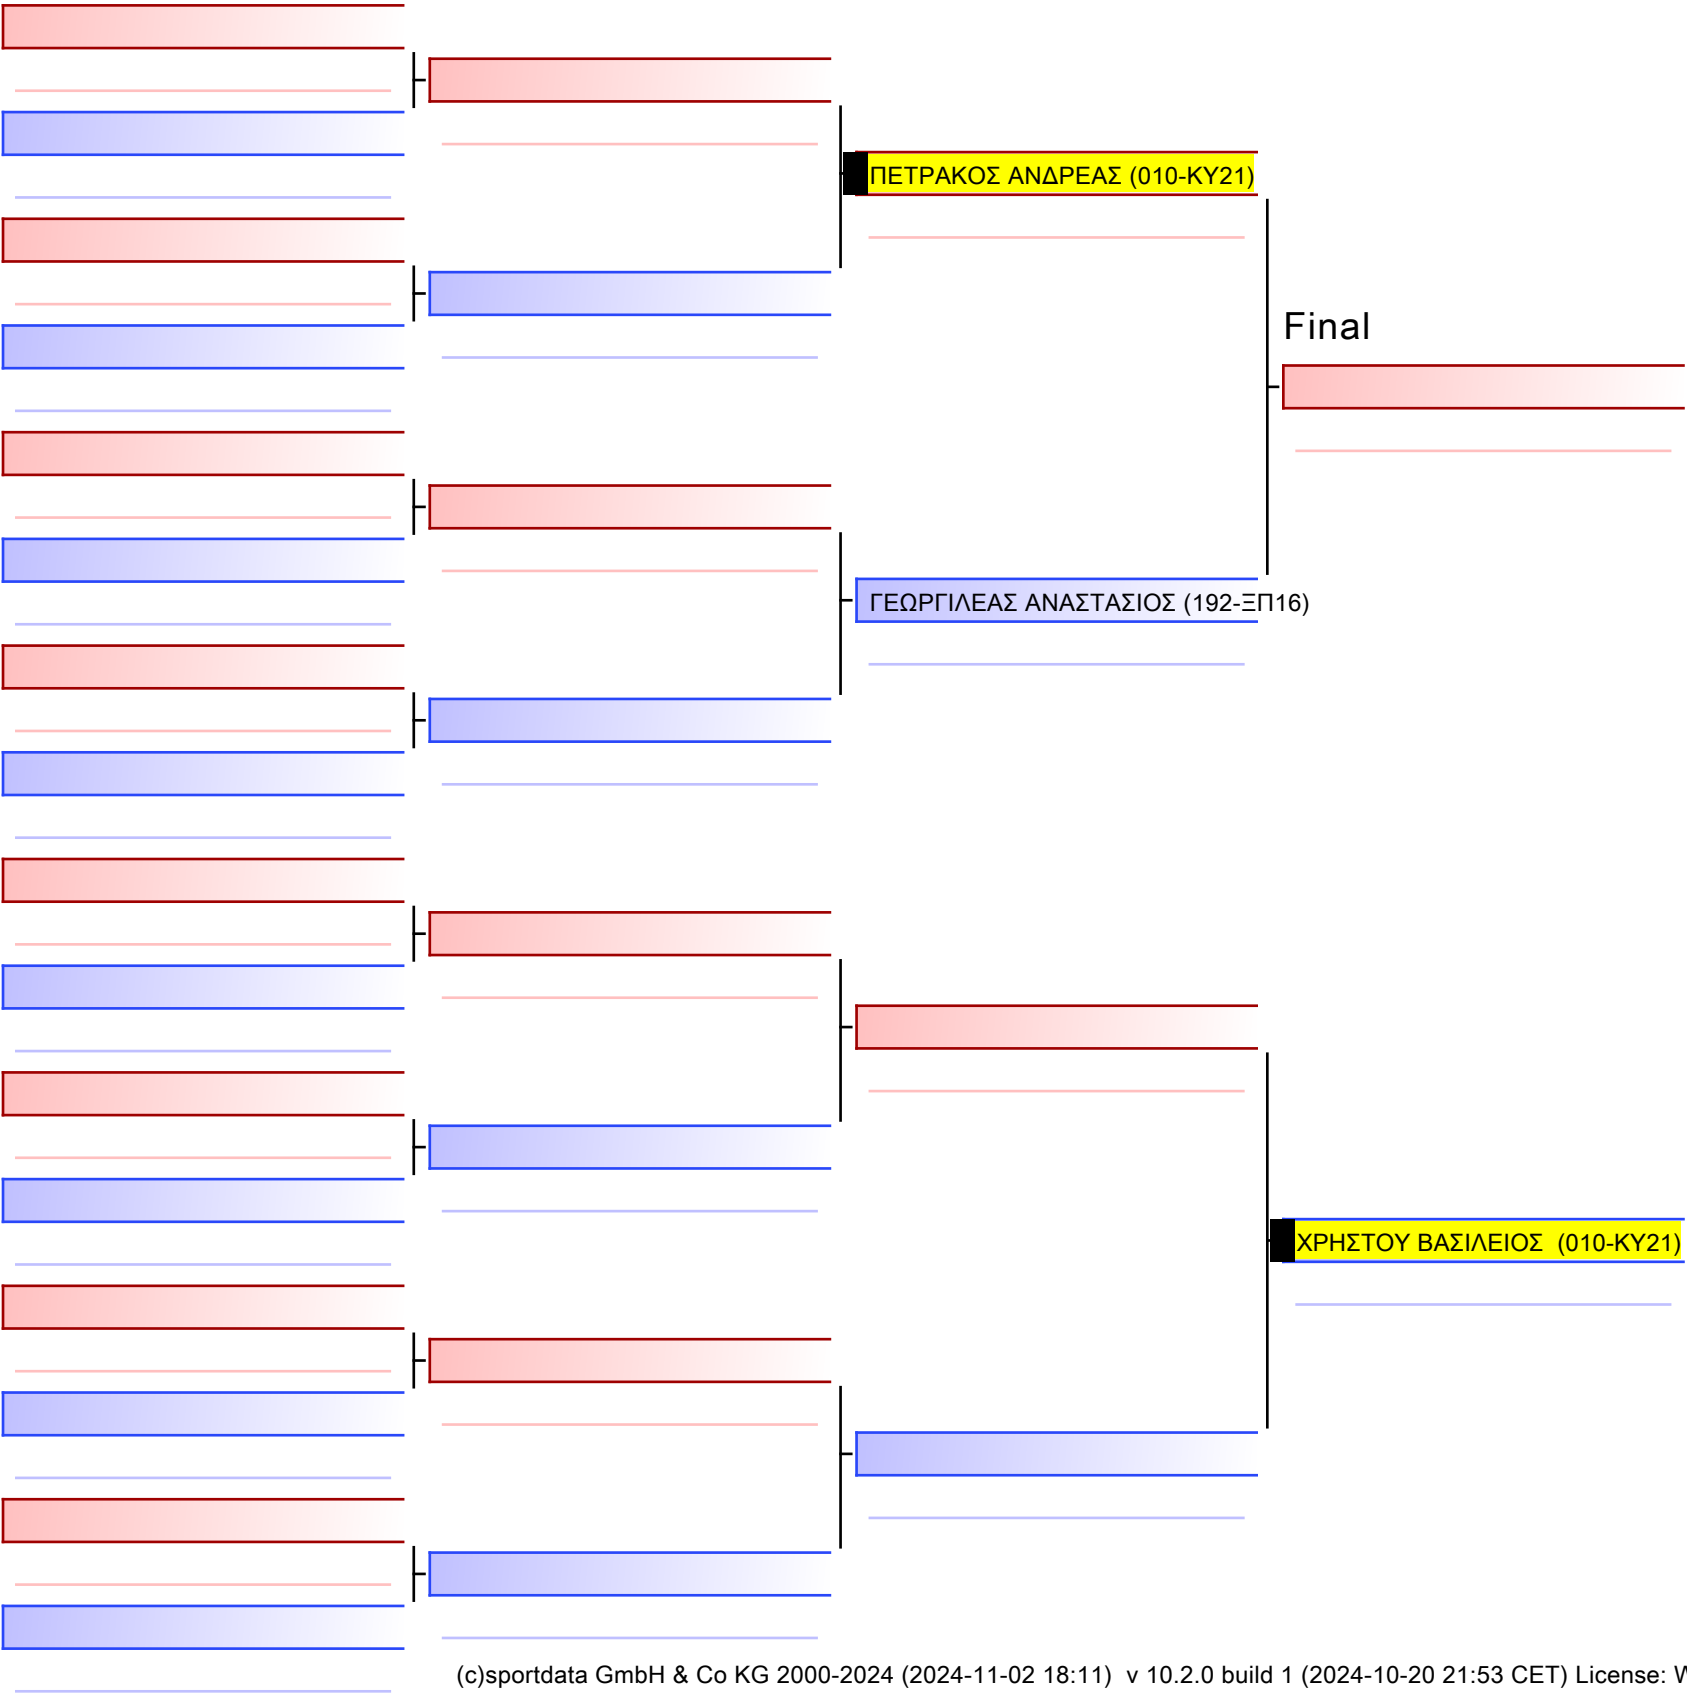 ΠΕΤΡΑΚΟΣ ΑΝΔΡΕΑΣ (010-ΚΥ21)
Final
ΓΕΩΡΓΙΛΕΑΣ ΑΝΑΣΤΑΣΙΟΣ (192-ΞΠ16)
ΧΡΗΣΤΟΥ ΒΑΣΙΛΕΙΟΣ (010-ΚΥ21)
(c)sportdata GmbH & Co KG 2000-2024 (2024-11-02 18:11) v 10.2.0 build 1 (2024-10-20 21:53 CET) License: